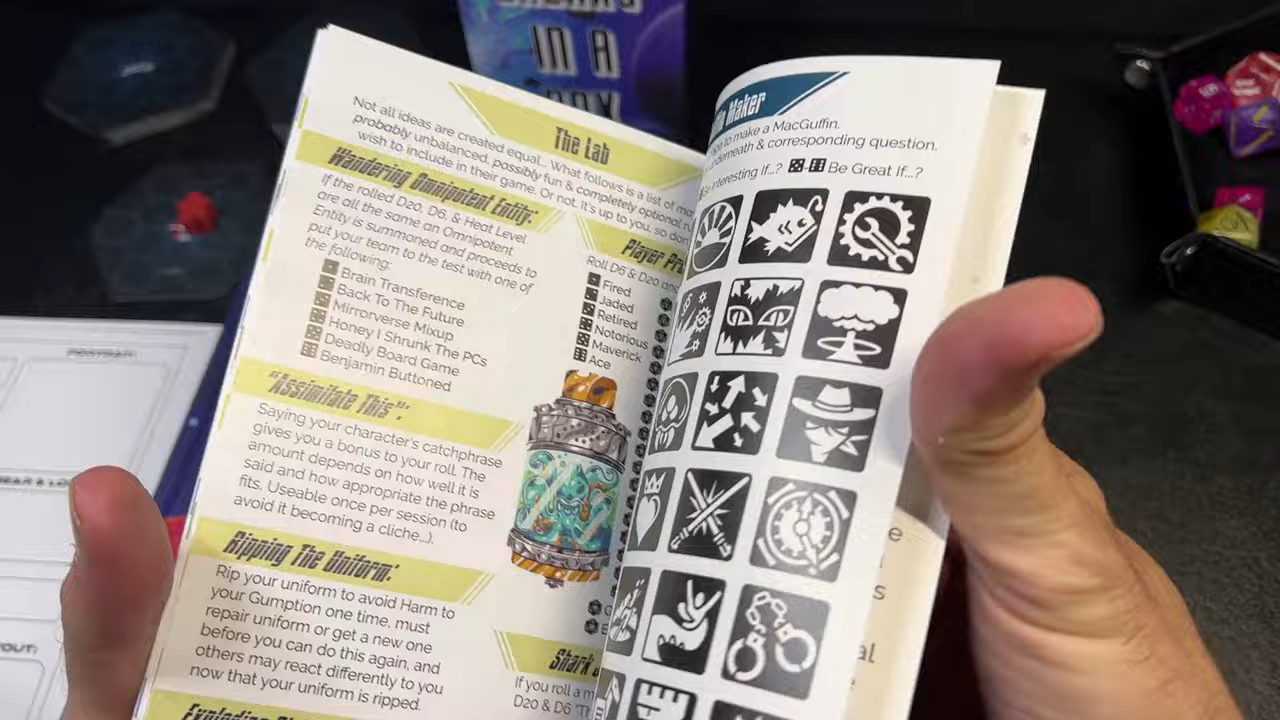 IN A
The Lab
Not all ideas are created equal... What follows is a list of
probably unbalanced, possibly fun & completely optional
wish to include in their game. Or not. It's up to you, so
Wandering Omnipotent Entity:
If the rolled D20, D6, & Heat Level
are all the same an Omnipotent
Entity is summoned and proceeds to
put your team to the test with one of
the following:
Brain Transference
Back To The Future
Mirrorverse Mixup
Honey I Shrunk The PCs
Deadly Board Game
Benjamin Buttoned
"Assimilate This":
Saying your character's catchphrase
gives you a bonus to your roll. The
amount depends on how well it is
said and how appropriate the phrase
fits. Useable once per session (to
avoid it becoming a cliche...).
Ripping The Uniform:
Rip your uniform to avoid Harm to
your Gumption one time, must
repair uniform or get a new one
before you can do this again, and
others may react differently to you
now that your uniform is ripped.
Player
Roll D6 & D20
Fired
Jaded
Retired
Notorious
Maverick
Ace
Shark
If you roll a
D20 & D6
Maker
to make a MacGuffin.
underneath & corresponding question.
Interesting If...? Be Great If...?